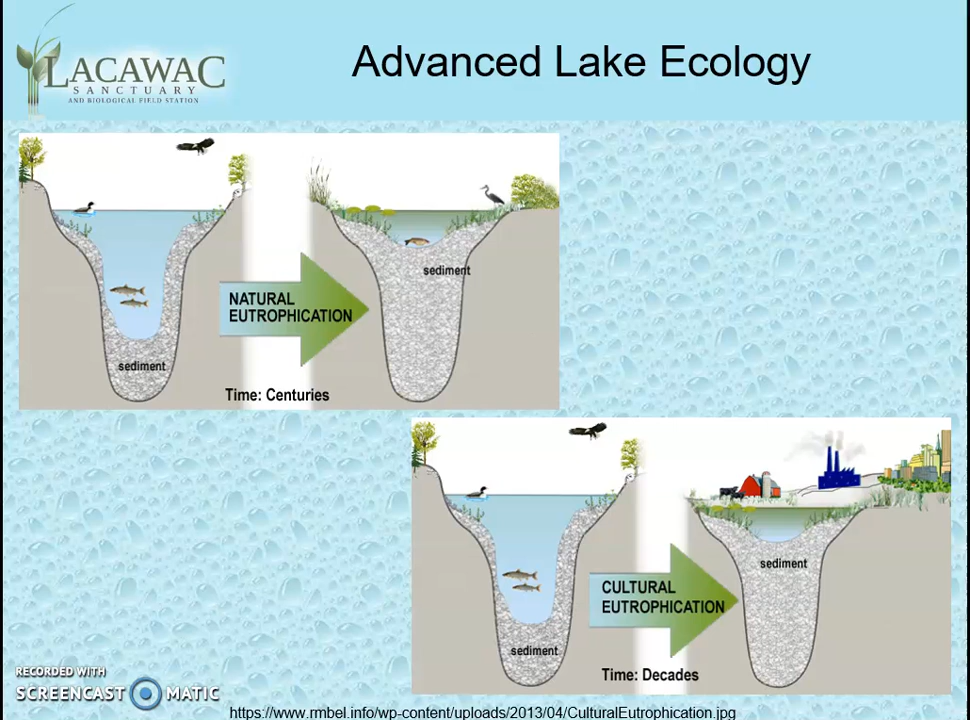 LACAWAC
SANCTUARY
AND BIOLOGICAL FIELD STATION
Advanced Lake Ecology
sediment
NATURAL
EUTROPHICATION
sediment
Time: Centuries
sediment
CULTURAL
EUTROPHICATION
sediment
Time: Decades
RECORDED WITH
SCREENCAST MATIC
https://www.rmbel.info/wp-content/uploads/2013/04/CulturalEutrophication.jpg